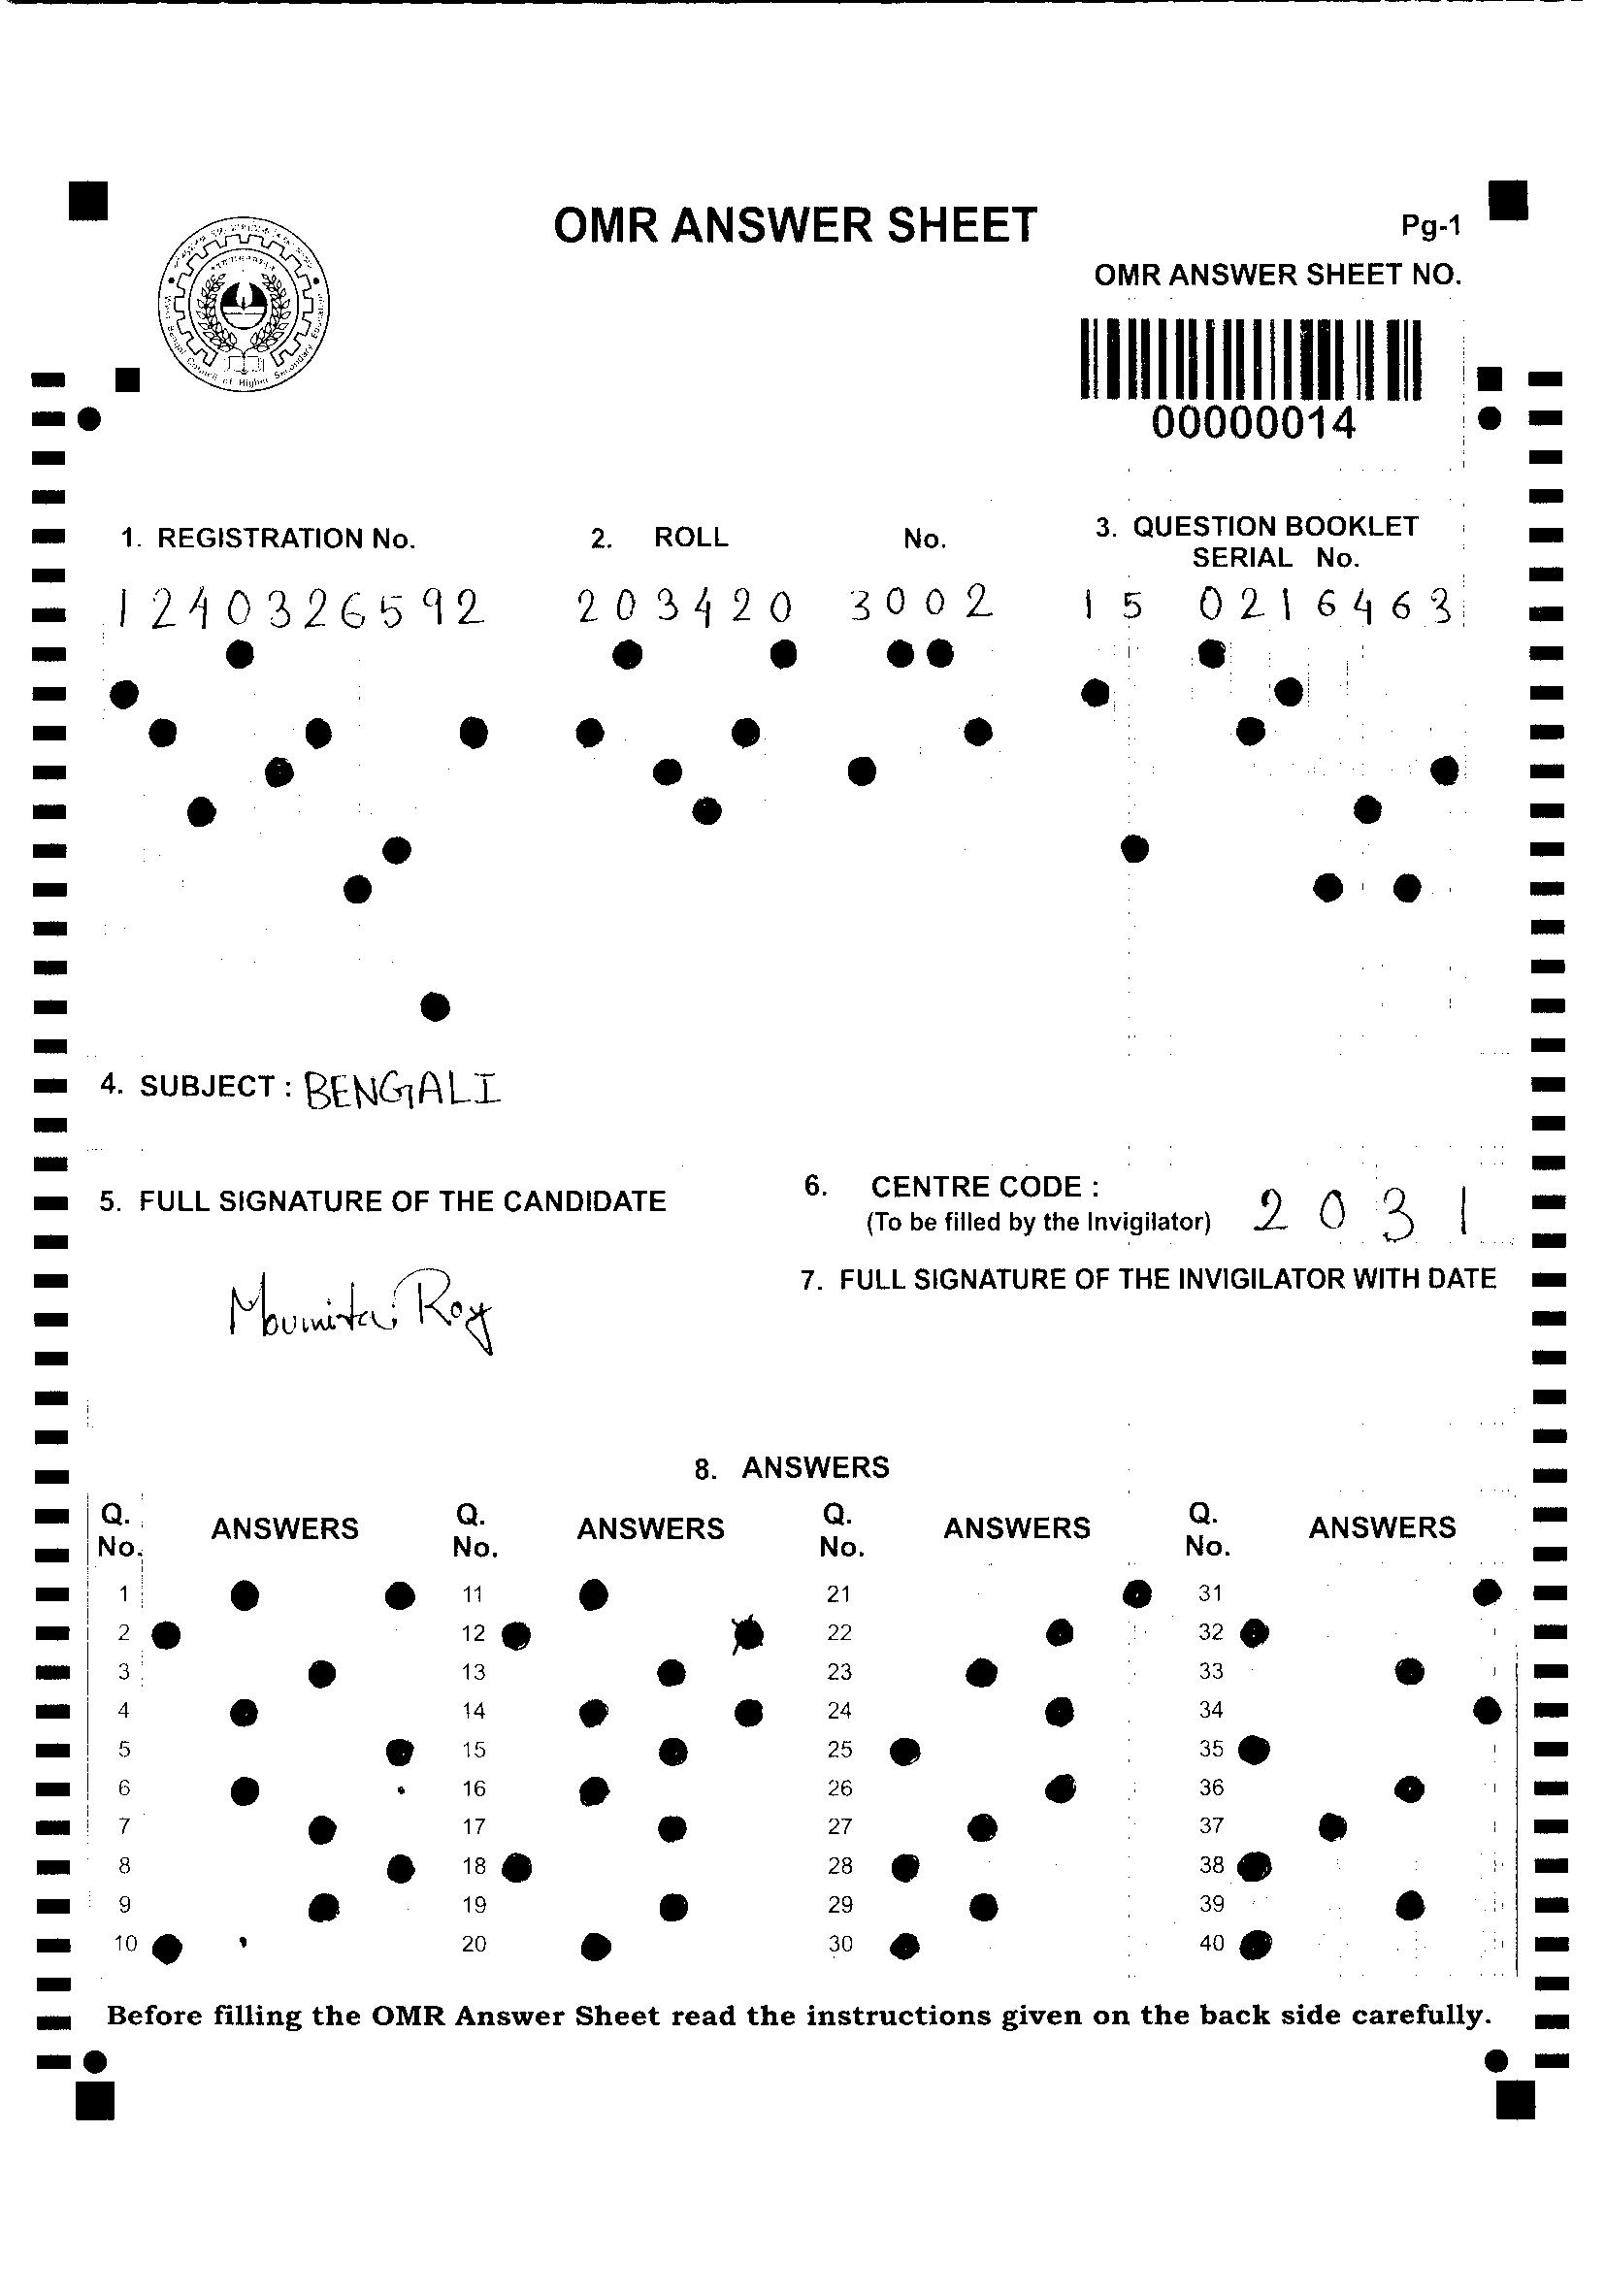 OMR ANSWER SHEET
Pg-1
OMR ANSWER SHEET NO.
00000014
West Bengal Council of Higher Secondary Education
1. REGISTRATION No.
2. ROLL No.
3. QUESTION BOOKLET
SERIAL No.
1240326592 203420 3002 15 0216463
4. SUBJECT : BENGALI
5. FULL SIGNATURE OF THE CANDIDATE
6. CENTRE CODE : 2031
(To be filled by the Invigilator)
7. FULL SIGNATURE OF THE INVIGILATOR WITH DATE
Moumita Roy
8. ANSWERS
Q. No. ANSWERS Q. No. ANSWERS Q. No. ANSWERS Q. No. ANSWERS
1 11 21 31
2 12 22 32
3 13 23 33
4 14 24 34
5 15 25 35
6 16 26 36
7 17 27 37
8 18 28 38
9 19 29 39
10 20 30 40
Before filling the OMR Answer Sheet read the instructions given on the back side carefully.